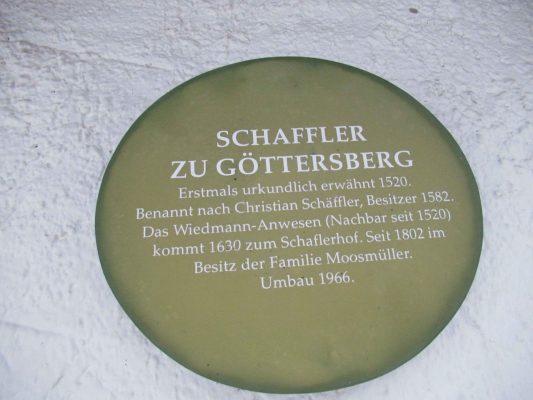 SCHAFFLER
ZU GÖTTERSBERG
Erstmals urkundlich erwähnt 1520.
Benannt nach Christian Schäffler, Besitzer 1582.
Das Wiedmann-Anwesen (Nachbar seit 1520)
kommt 1630 zum Schaflerhof. Seit 1802 im
Besitz der Familie Moosmüller.
Umbau 1966.